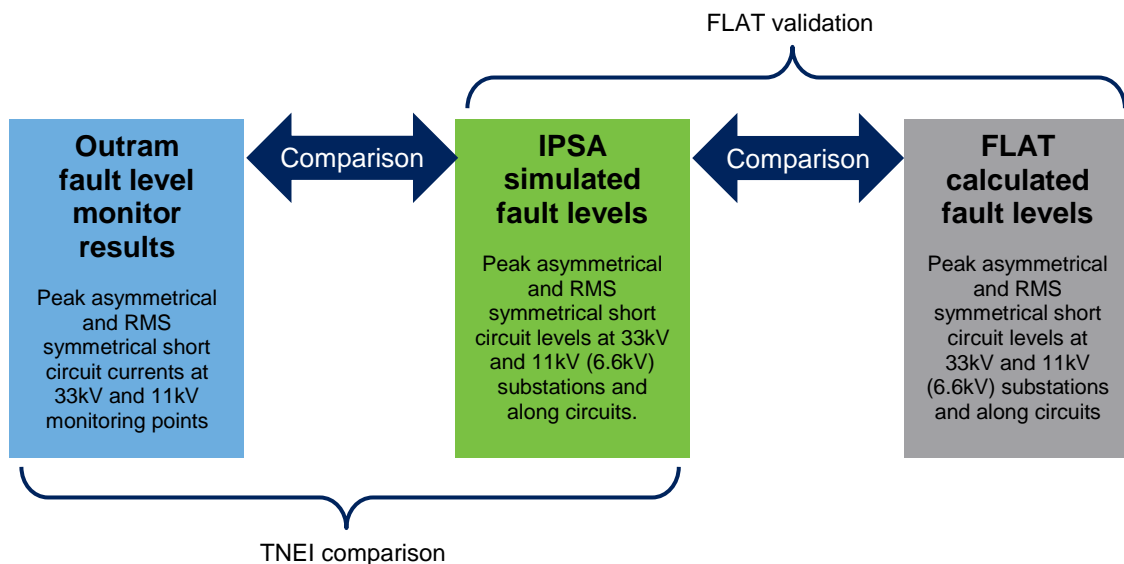 FLAT validation
Outram
fault level
monitor
results
Peak asymmetrical
and RMS
symmetrical short
circuit currents at
33kV and 11kV
monitoring points
Comparison
IPSA
simulated
fault levels
Peak asymmetrical
and RMS
symmetrical short
circuit levels at 33kV
and 11kV (6.6kV)
substations and
along circuits.
Comparison
FLAT
calculated
fault levels
Peak asymmetrical
and RMS
symmetrical short
circuit levels at
33kV and 11kV
(6.6kV) substations
and along circuits
TNEI comparison